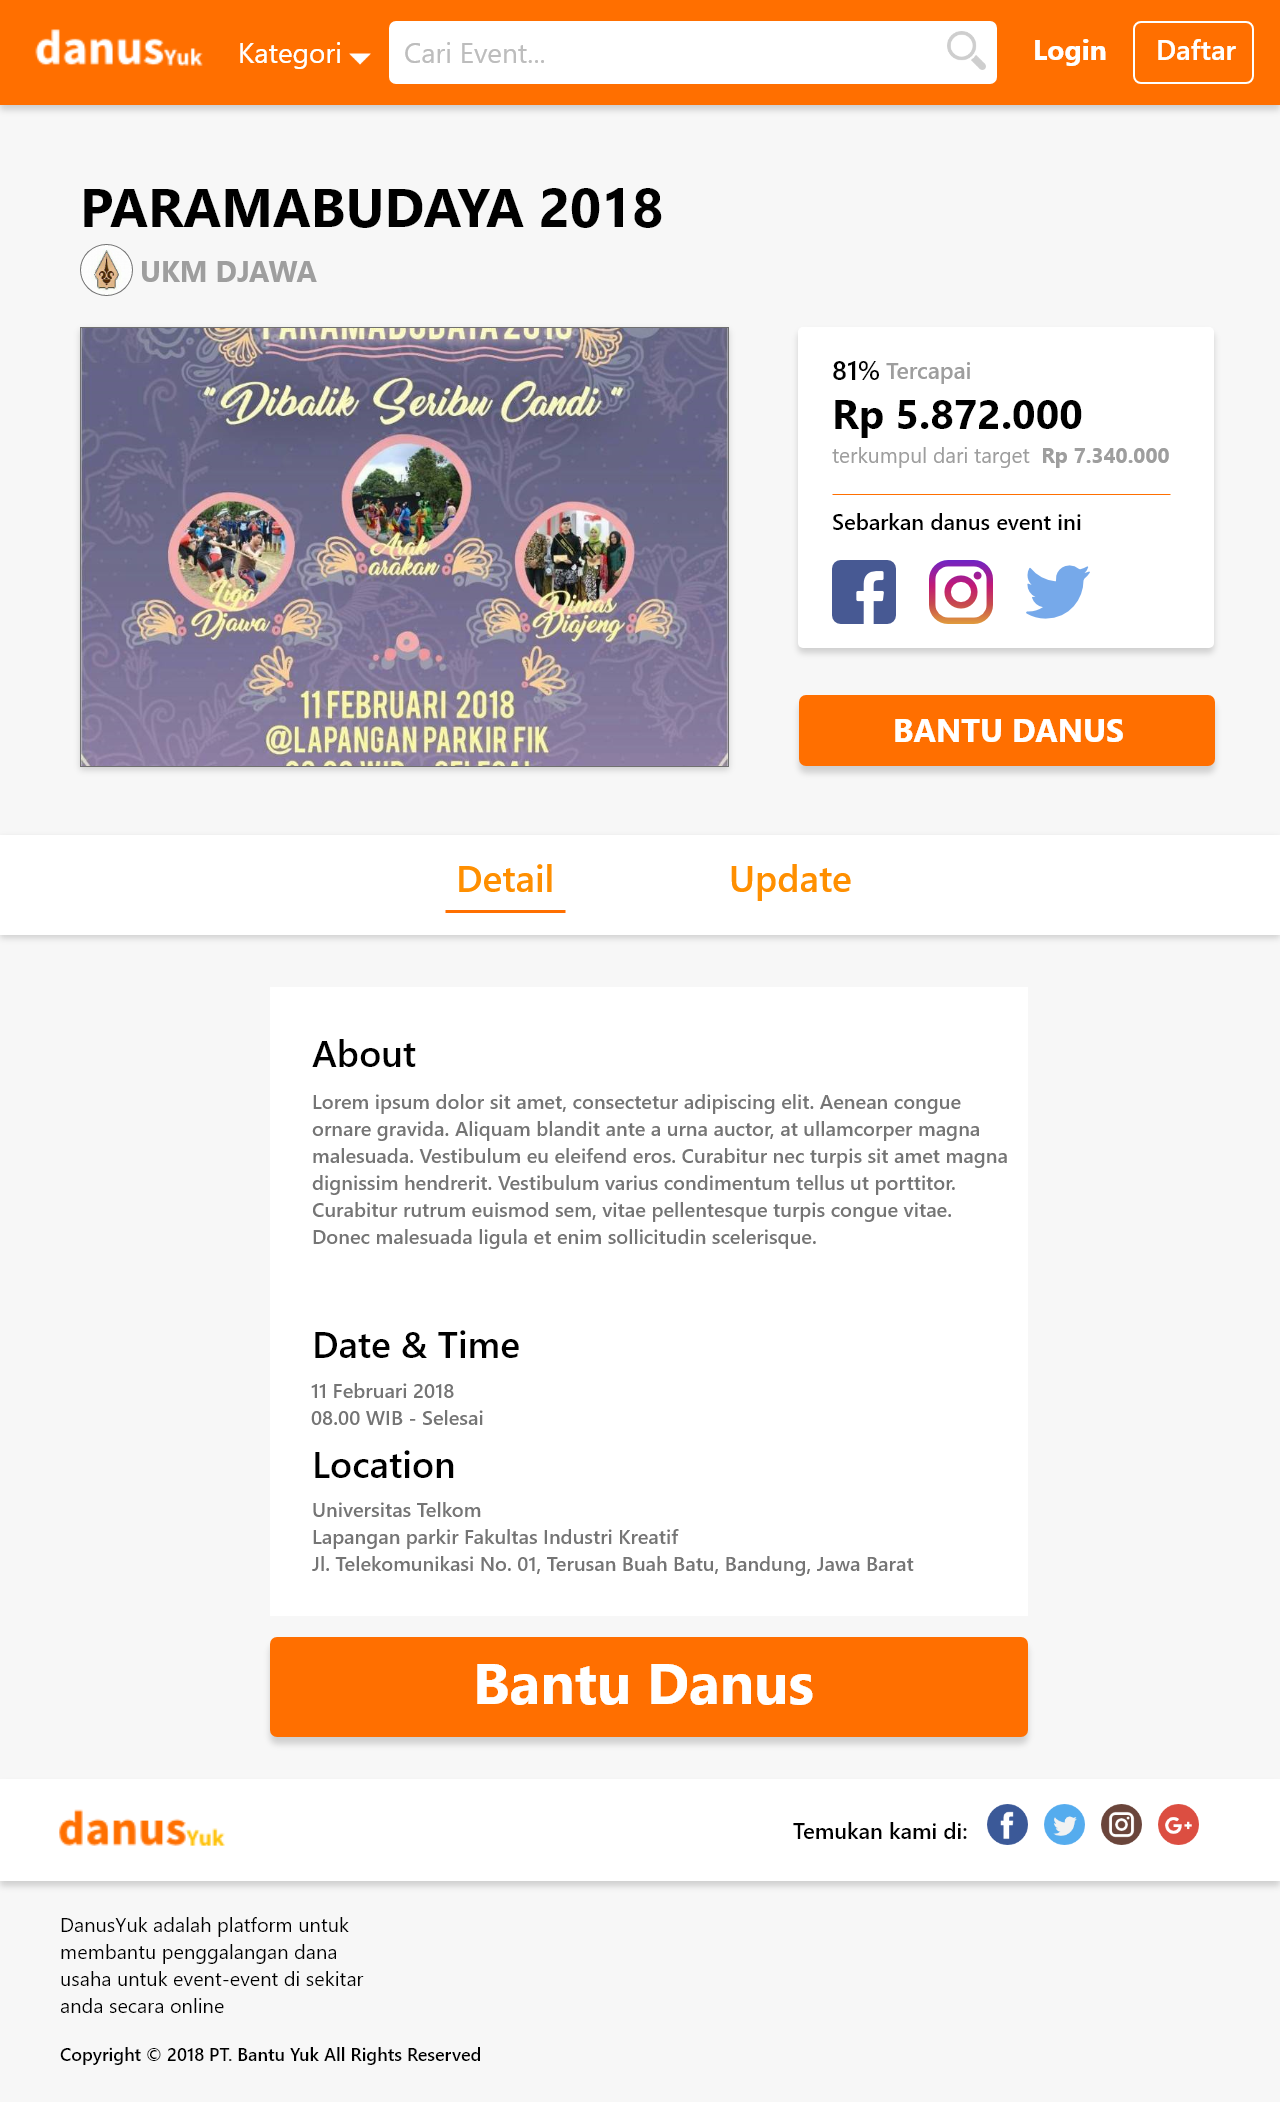 danusYuk
Kategori
Cari Event...
Login
Daftar
PARAMABUDAYA 2018
UKM DJAWA
PARAMABUDAYA 2018
"Dibalik Seribu Candi"
Arak
arakan
Liga
Djawa
Dimas
Diajeng
11 FEBRUARI 2018
@LAPANGAN PARKIR FIK
08.00 WIB - SELESAI
81% Tercapai
Rp 5.872.000
terkumpul dari target Rp 7.340.000
Sebarkan danus event ini
BANTU DANUS
Detail
Update
About
Lorem ipsum dolor sit amet, consectetur adipiscing elit. Aenean congue
ornare gravida. Aliquam blandit ante a urna auctor, at ullamcorper magna
malesuada. Vestibulum eu eleifend eros. Curabitur nec turpis sit amet magna
dignissim hendrerit. Vestibulum varius condimentum tellus ut porttitor.
Curabitur rutrum euismod sem, vitae pellentesque turpis congue vitae.
Donec malesuada ligula et enim sollicitudin scelerisque.
Date & Time
11 Februari 2018
08.00 WIB - Selesai
Location
Universitas Telkom
Lapangan parkir Fakultas Industri Kreatif
Jl. Telekomunikasi No. 01, Terusan Buah Batu, Bandung, Jawa Barat
Bantu Danus
danusYuk
Temukan kami di:
DanusYuk adalah platform untuk
membantu penggalangan dana
usaha untuk event-event di sekitar
anda secara online
Copyright © 2018 PT. Bantu Yuk All Rights Reserved